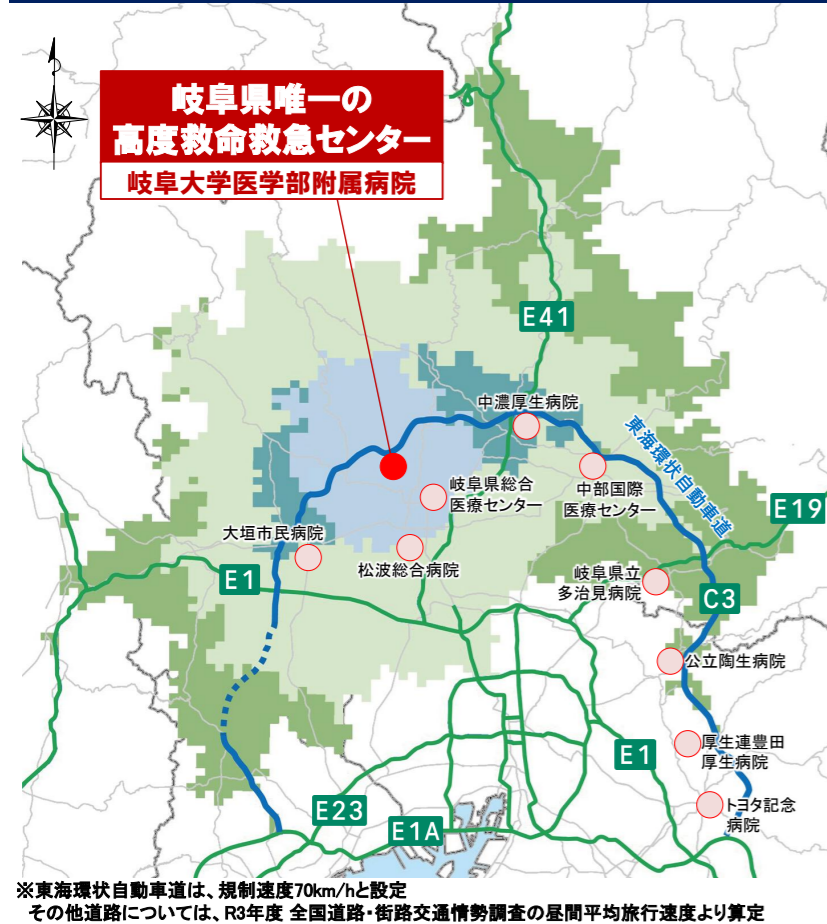 岐阜県唯一の
高度救命救急センター
岐阜大学医学部附属病院
E41
中濃厚生病院
東海環状自動車道
岐阜県総合
医療センター
中部国際
医療センター
E19
大垣市民病院
松波総合病院
E1
岐阜県立
多治見病院
C3
公立陶生病院
厚生連豊田
厚生病院
E1
トヨタ記念
病院
E23
E1A
※東海環状自動車道は、規制速度70km/hと設定
その他道路については、R3年度 全国道路・街路交通情勢調査の昼間平均旅行速度より算定